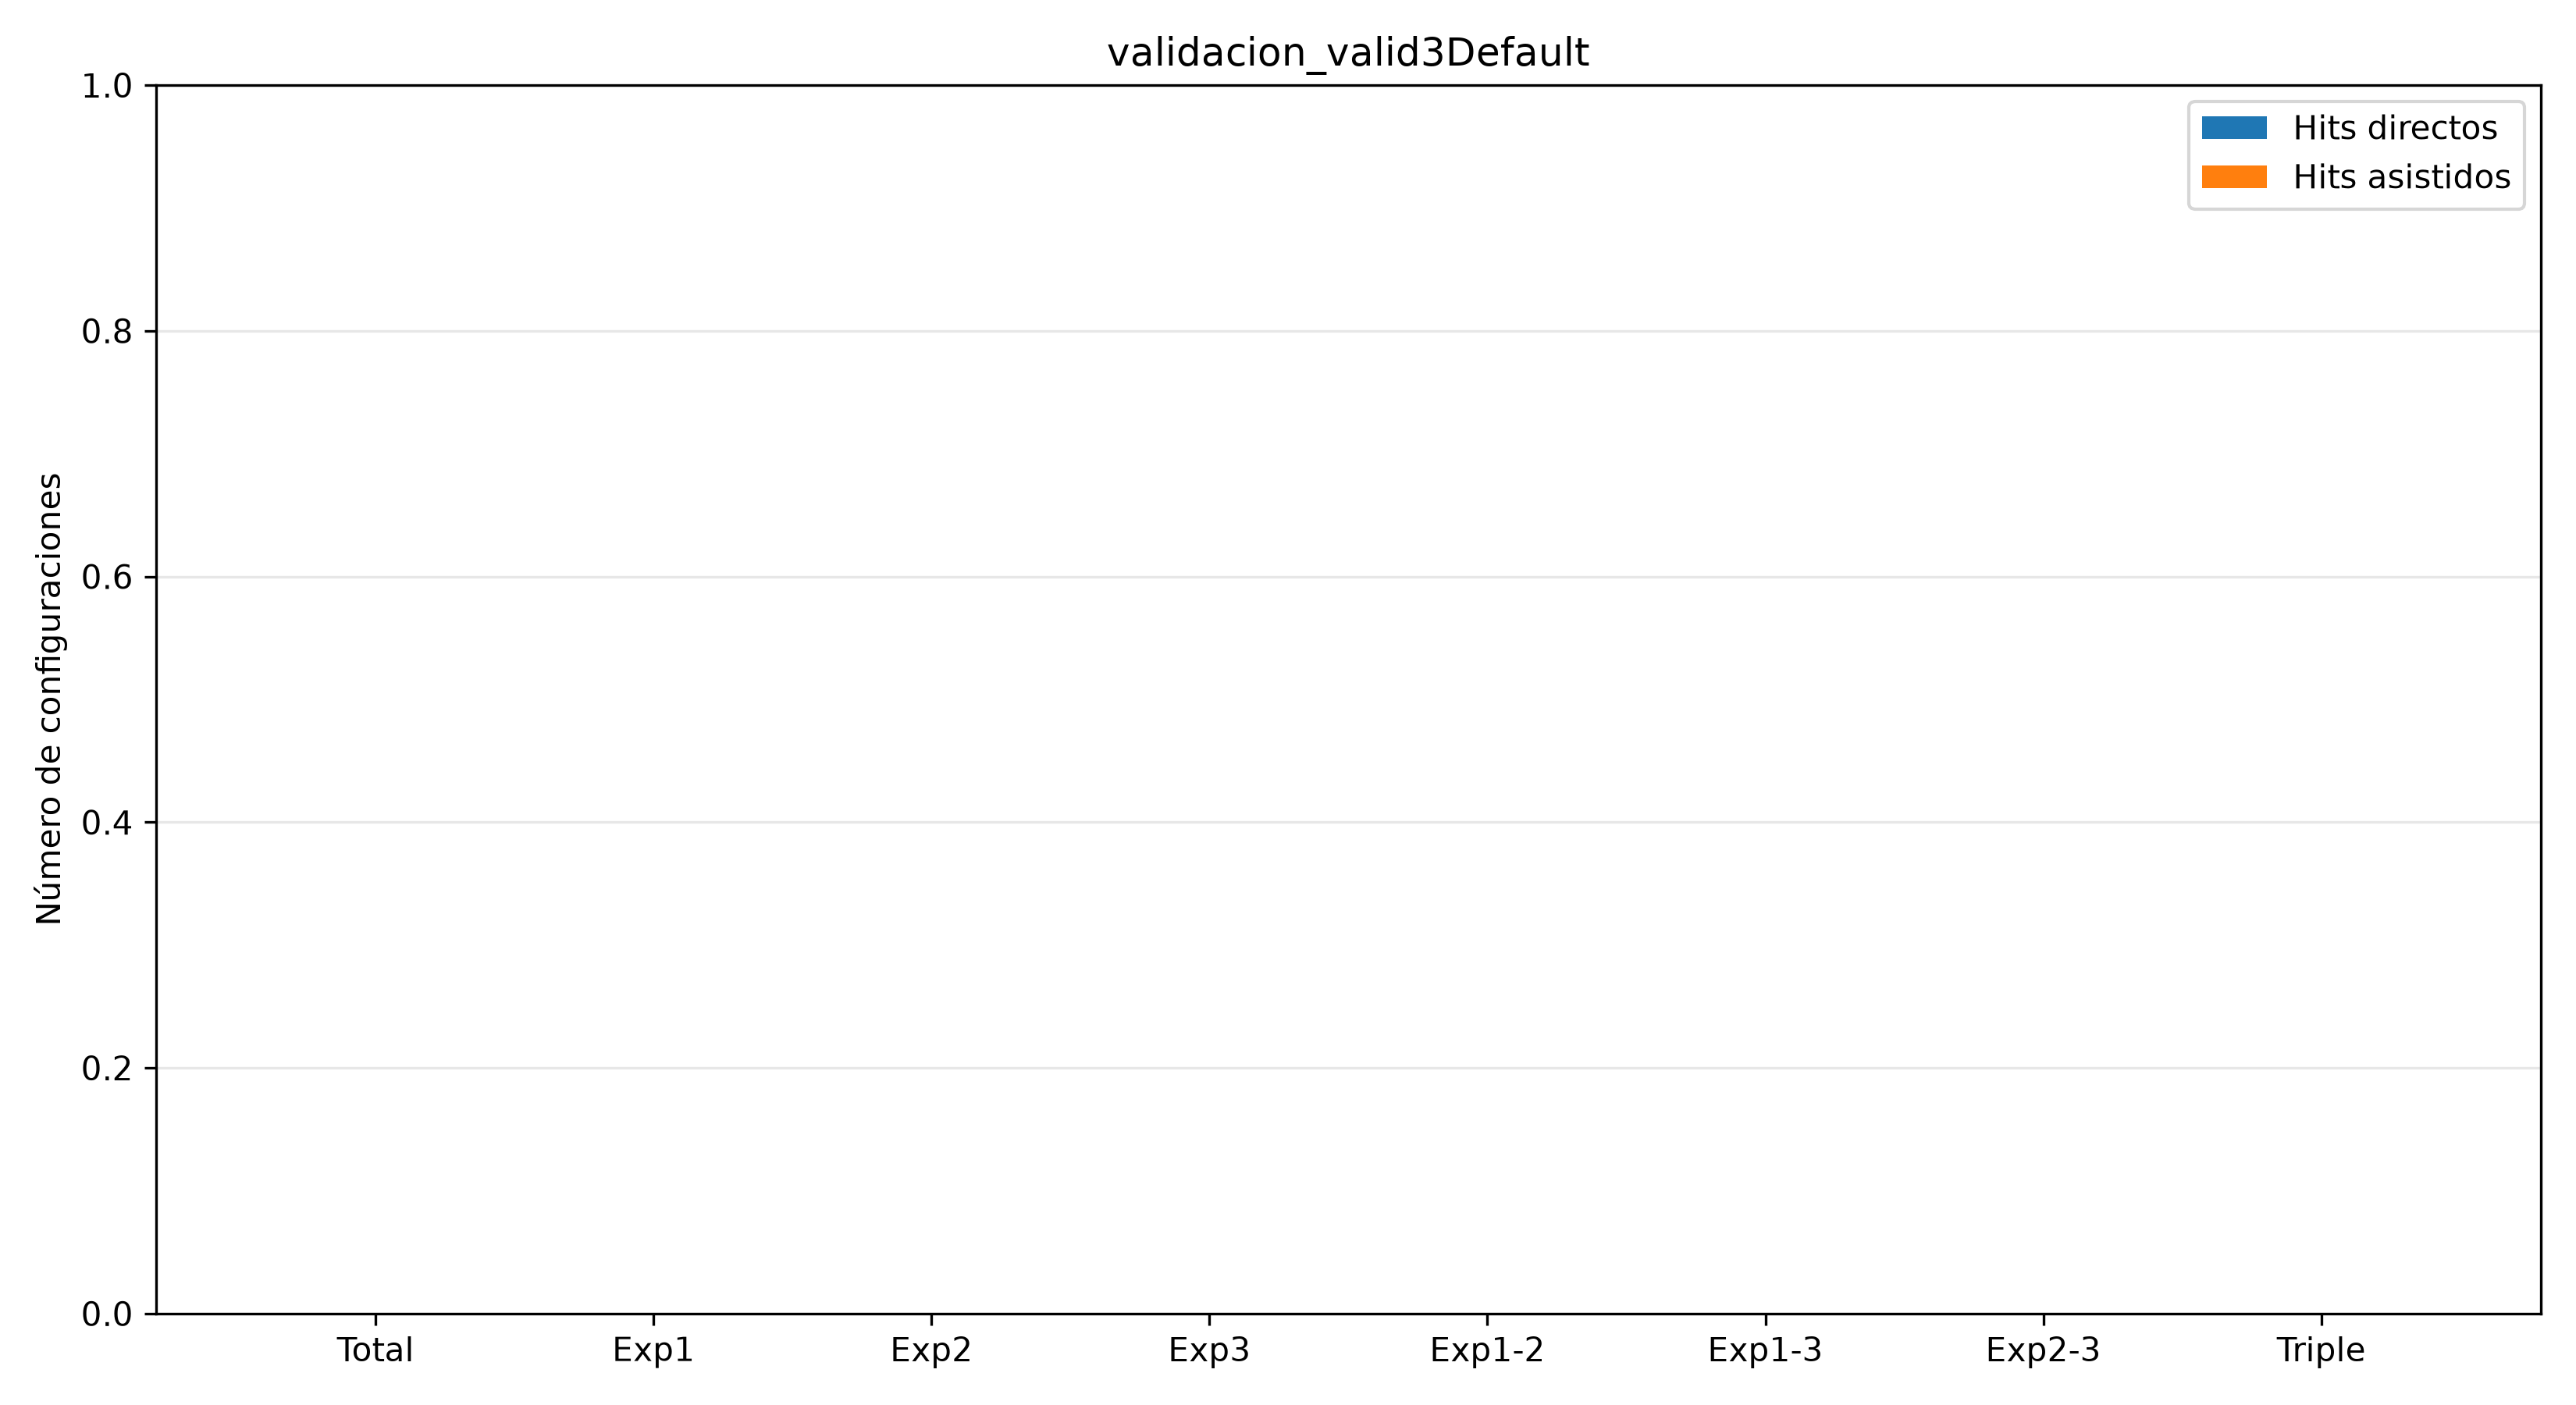 validacion_valid3Default
Hits directos
Hits asistidos
Número de configuraciones
1.0
0.8
0.6
0.4
0.2
0.0
Total Exp1 Exp2 Exp3 Exp1-2 Exp1-3 Exp2-3 Triple